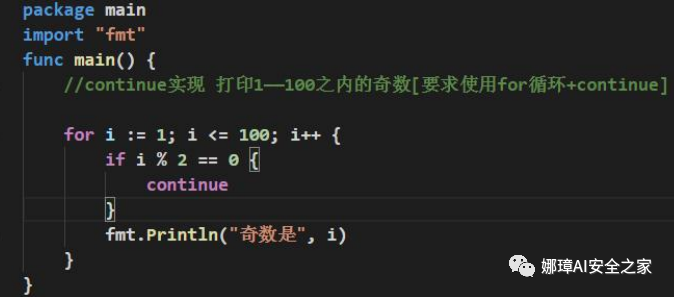 package main
import "fmt"
func main() {
    //continue实现 打印1——100之内的奇数[要求使用for循环+continue]

    for i := 1; i <= 100; i++ {
        if i % 2 == 0 {
            continue
        }
        fmt.Println("奇数是", i)
    }
}
娜璋AI安全之家